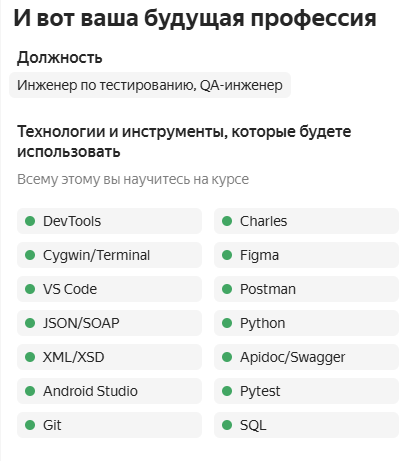 И вот ваша будущая профессия
Должность
Инженер по тестированию, QA-инженер
Технологии и инструменты, которые будете
использовать
Всему этому вы научитесь на курсе
DevTools
Charles
Cygwin/Terminal
Figma
VS Code
Postman
JSON/SOAP
Python
XML/XSD
Apidoc/Swagger
Android Studio
Pytest
Git
SQL